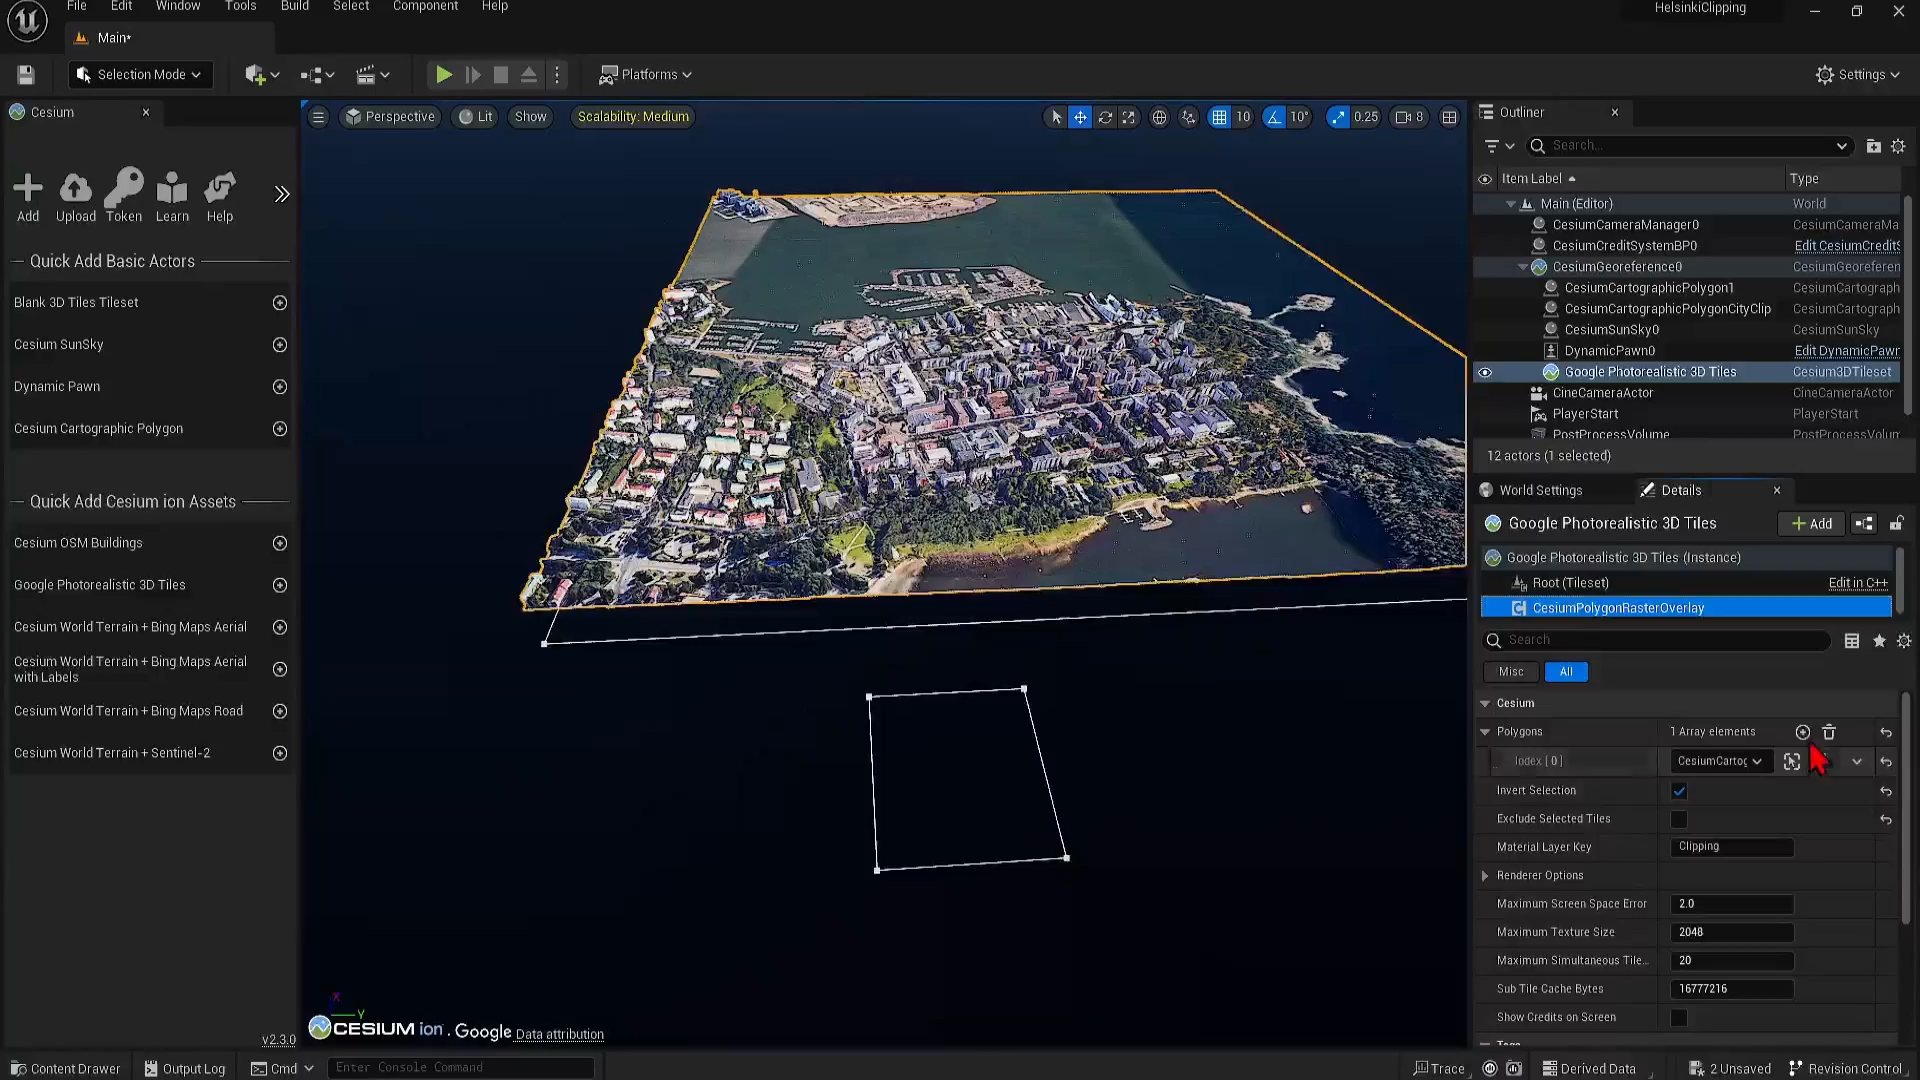 File Edit Window Tools Build Select Component Help
HelsinkiClipping
Main*
Selection Mode
Platforms
Settings
Cesium
Perspective
Lit
Show
Scalability: Medium
10
10°
0.25
8
Outliner
Search...
Add
Upload
Token
Learn
Help
Item Label
Type
Main (Editor) World
CesiumCameraManager0 CesiumCameraMa
CesiumCreditSystemBP0 Edit CesiumCreditS
CesiumGeoreference0 CesiumGeoreferen
CesiumCartographicPolygon1 CesiumCartograph
CesiumCartographicPolygonCityClip CesiumCartograph
CesiumSunSky0 CesiumSunSky
DynamicPawn0 Edit DynamicPawn
Google Photorealistic 3D Tiles Cesium3DTileset
CineCameraActor CineCameraActor
PlayerStart PlayerStart
PostProcessVolume PostProcessVolum
12 actors (1 selected)
Quick Add Basic Actors
Blank 3D Tiles Tileset
Cesium SunSky
Dynamic Pawn
Cesium Cartographic Polygon
Quick Add Cesium ion Assets
Cesium OSM Buildings
Google Photorealistic 3D Tiles
Cesium World Terrain + Bing Maps Aerial
Cesium World Terrain + Bing Maps Aerial
with Labels
Cesium World Terrain + Bing Maps Road
Cesium World Terrain + Sentinel-2
v2.3.0
World Settings
Details
Google Photorealistic 3D Tiles
Add
Google Photorealistic 3D Tiles (Instance)
Root (Tileset) Edit in C++
CesiumPolygonRasterOverlay
Search
Misc
All
Cesium
Polygons 1 Array elements
Index [ 0 ] CesiumCartog
Invert Selection
Exclude Selected Tiles
Material Layer Key Clipping
Renderer Options
Maximum Screen Space Error 2.0
Maximum Texture Size 2048
Maximum Simultaneous Tile... 20
Sub Tile Cache Bytes 16777216
Show Credits on Screen
Tags
X
Y
CESIUM ion . Google Data attribution
Content Drawer
Output Log
Cmd
Enter Console Command
Trace
Derived Data
2 Unsaved
Revision Control